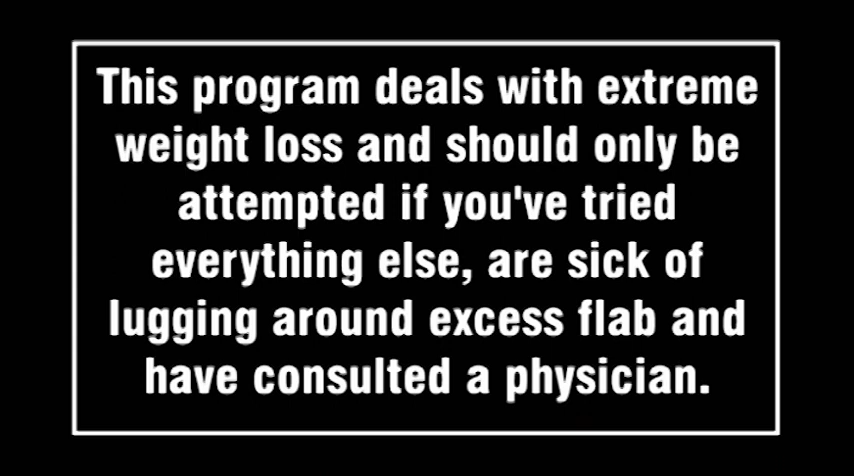 This program deals with extreme
weight loss and should only be
attempted if you've tried
everything else, are sick of
lugging around excess flab and
have consulted a physician.